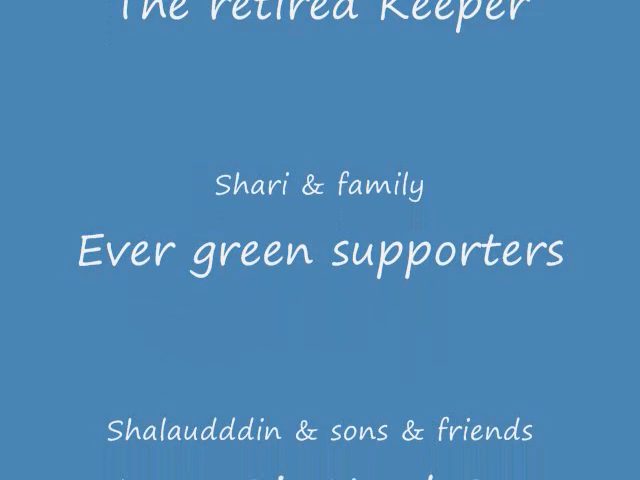 The retired Keeper
Shari & family
Ever green supporters
Shalaudddin & sons & friends